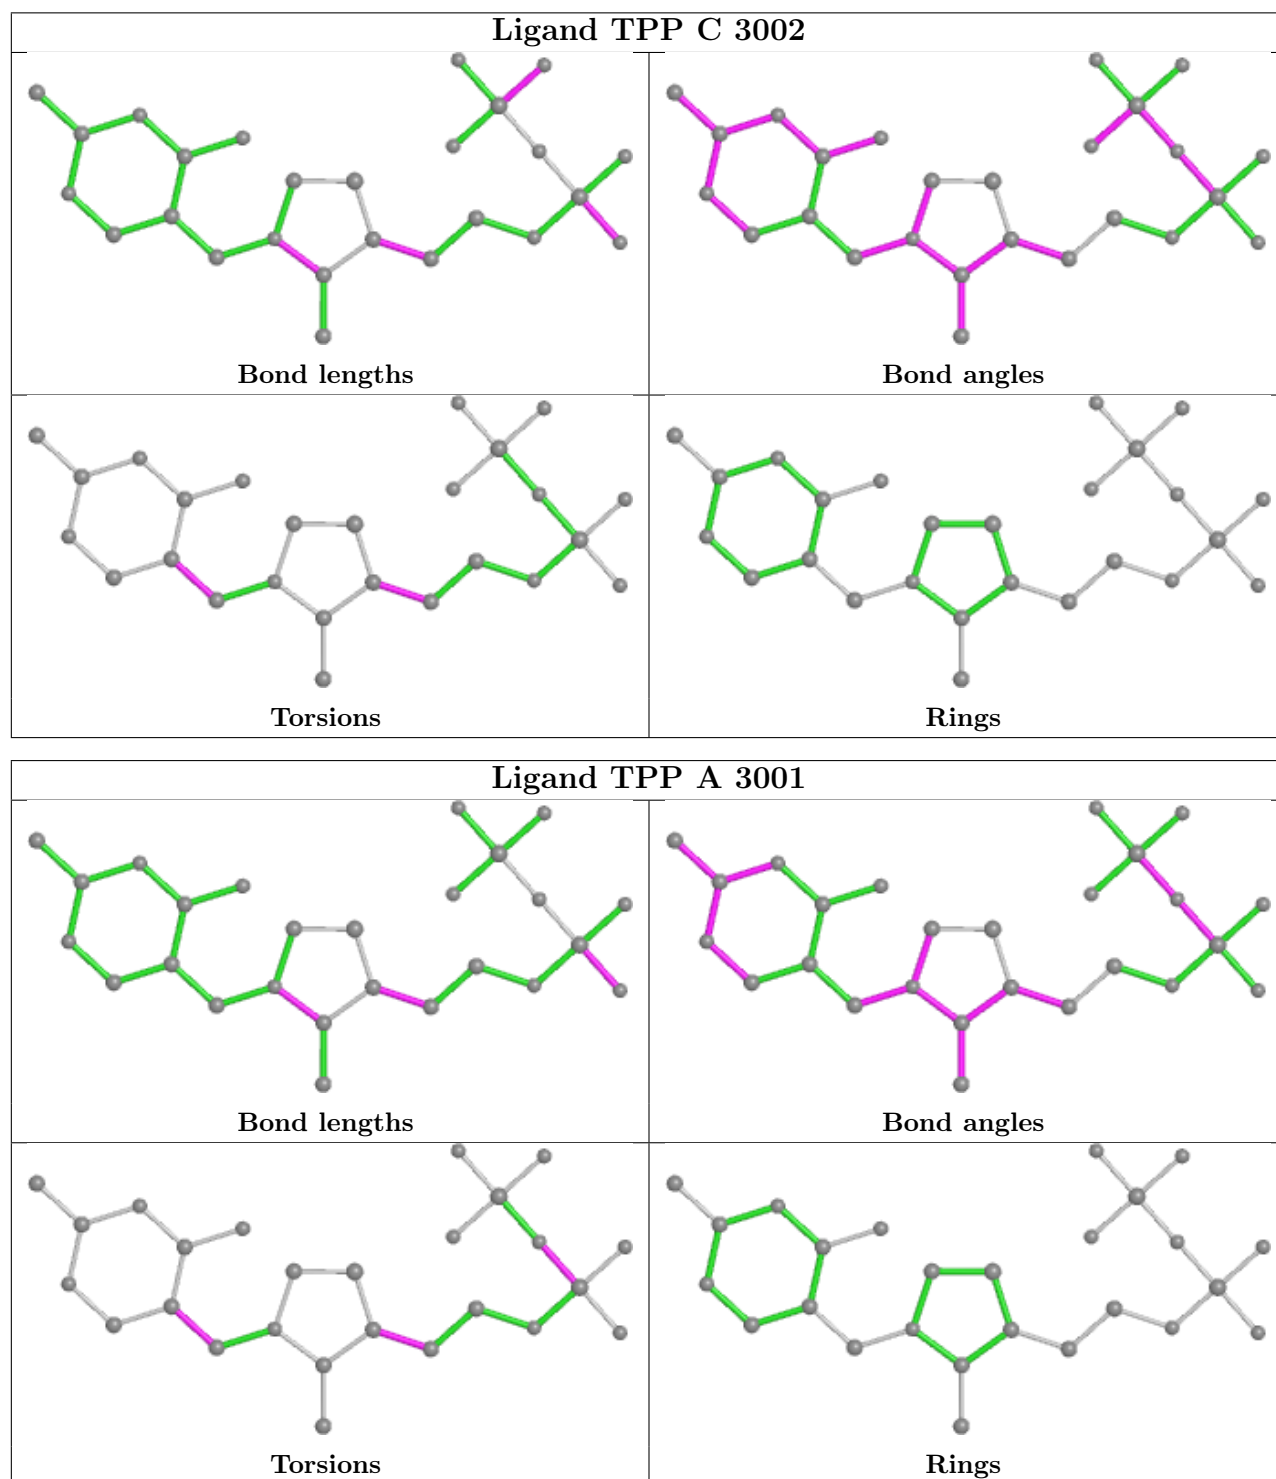 Ligand TPP C 3002
Bond lengths
Bond angles
Torsions
Rings
Ligand TPP A 3001
Bond lengths
Bond angles
Torsions
Rings